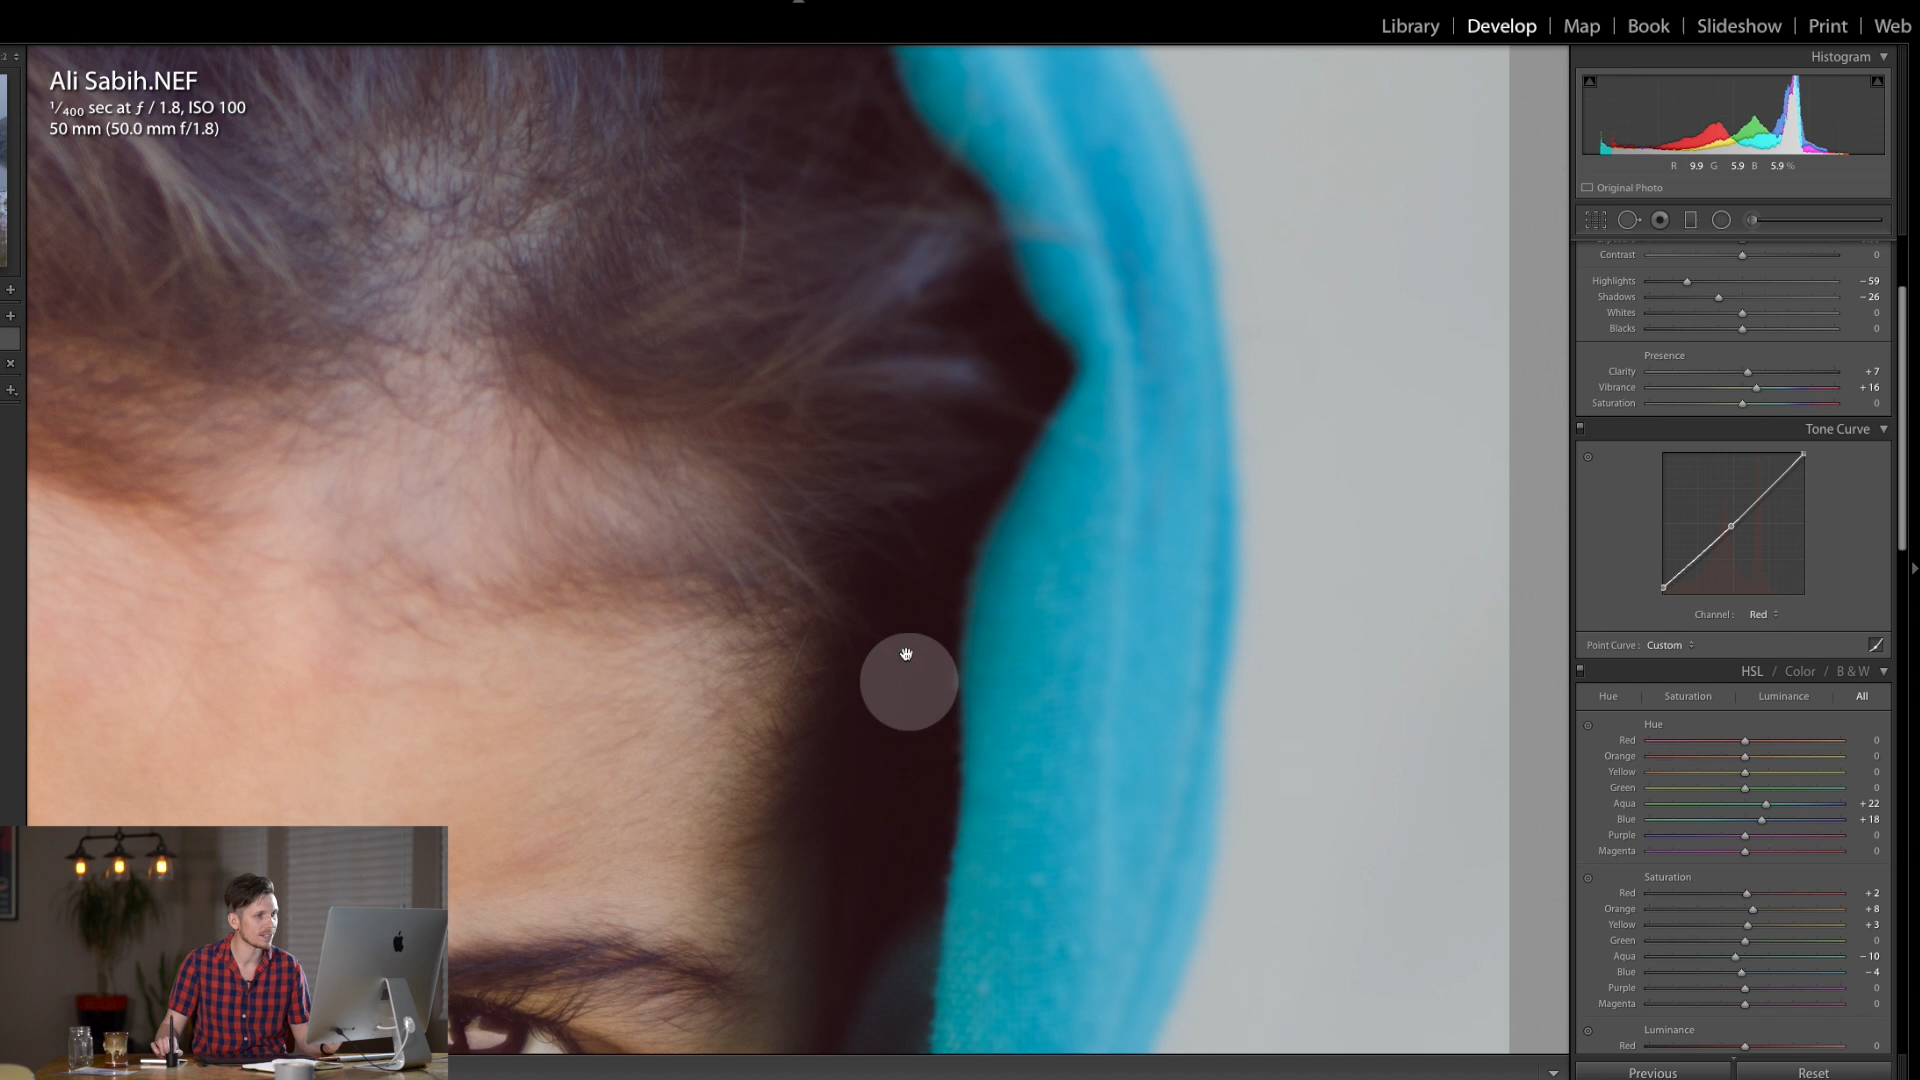 Library | Develop | Map | Book | Slideshow | Print | Web
Ali Sabih.NEF
1/400 sec at ƒ / 1.8, ISO 100
50 mm (50.0 mm f/1.8)
Histogram
R 9.9 G 5.9 B 5.9 %
Original Photo
Contrast 0
Highlights − 59
Shadows − 26
Whites 0
Blacks 0
Presence
Clarity + 7
Vibrance + 16
Saturation 0
Tone Curve
Channel : Red
Point Curve : Custom
HSL / Color / B & W
Hue | Saturation | Luminance | All
Hue
Red 0
Orange 0
Yellow 0
Green 0
Aqua + 22
Blue + 18
Purple 0
Magenta 0
Saturation
Red + 2
Orange + 8
Yellow + 3
Green 0
Aqua − 10
Blue − 4
Purple 0
Magenta 0
Luminance
Red 0
Previous Reset